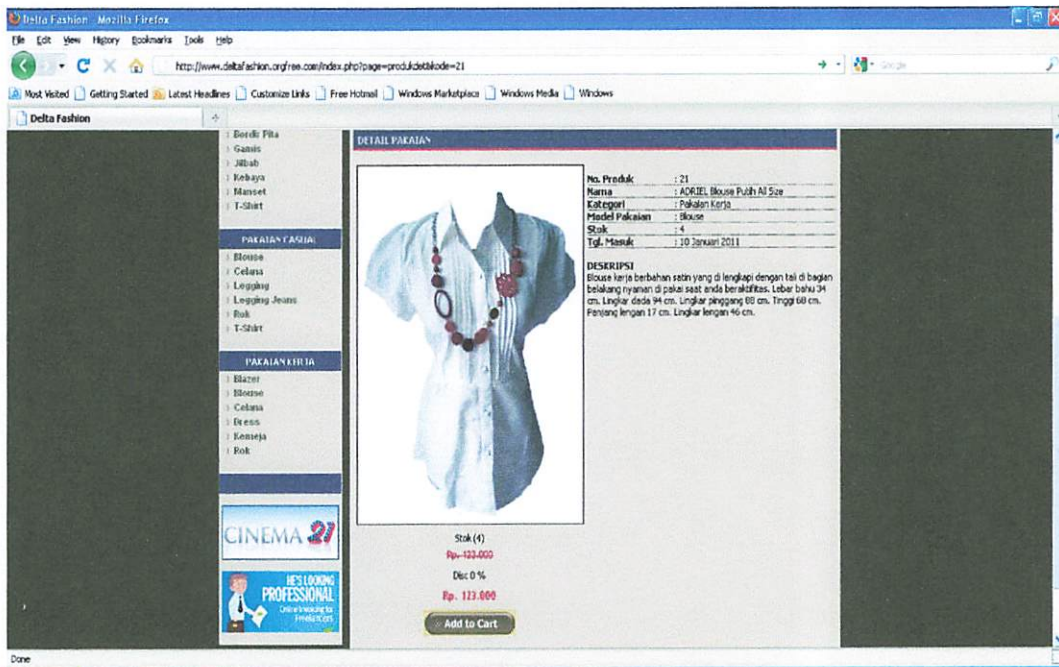 Delta Fashion - Mozilla Firefox
File Edit View History Bookmarks Tools Help
http://www.deltafashion.orgfree.com/index.php?page=produkdet&kode=21
Google
Most Visited Getting Started Latest Headlines Customize Links Free Hotmail Windows Marketplace Windows Media Windows
Delta Fashion
Bordir Pita
Gamis
Jilbab
Kebaya
Manset
T-Shirt
PAKAIAN CASUAL
Blouse
Celana
Legging
Legging Jeans
Rok
T-Shirt
PAKAIAN KERJA
Blazer
Blouse
Celana
Dress
Kemeja
Rok
CINEMA 21
HE'S LOOKING
PROFESSIONAL
Online Invoicing for
Freelancers
DETAIL PAKAIAN
No. Produk : 21
Nama : ADRIEL Blouse Putih All Size
Kategori : Pakaian Kerja
Model Pakaian : Blouse
Stok : 4
Tgl. Masuk : 10 Januari 2011
DESKRIPSI
Blouse kerja berbahan satin yang di lengkapi dengan tali di bagian
belakang nyaman di pakai saat anda beraktifitas. Lebar bahu 34
cm. Lingkar dada 94 cm. Lingkar pinggang 88 cm. Tinggi 68 cm.
Panjang lengan 17 cm. Lingkar lengan 46 cm.
Stok (4)
Rp. 123.000
Disc 0 %
Rp. 123.000
Add to Cart
Done